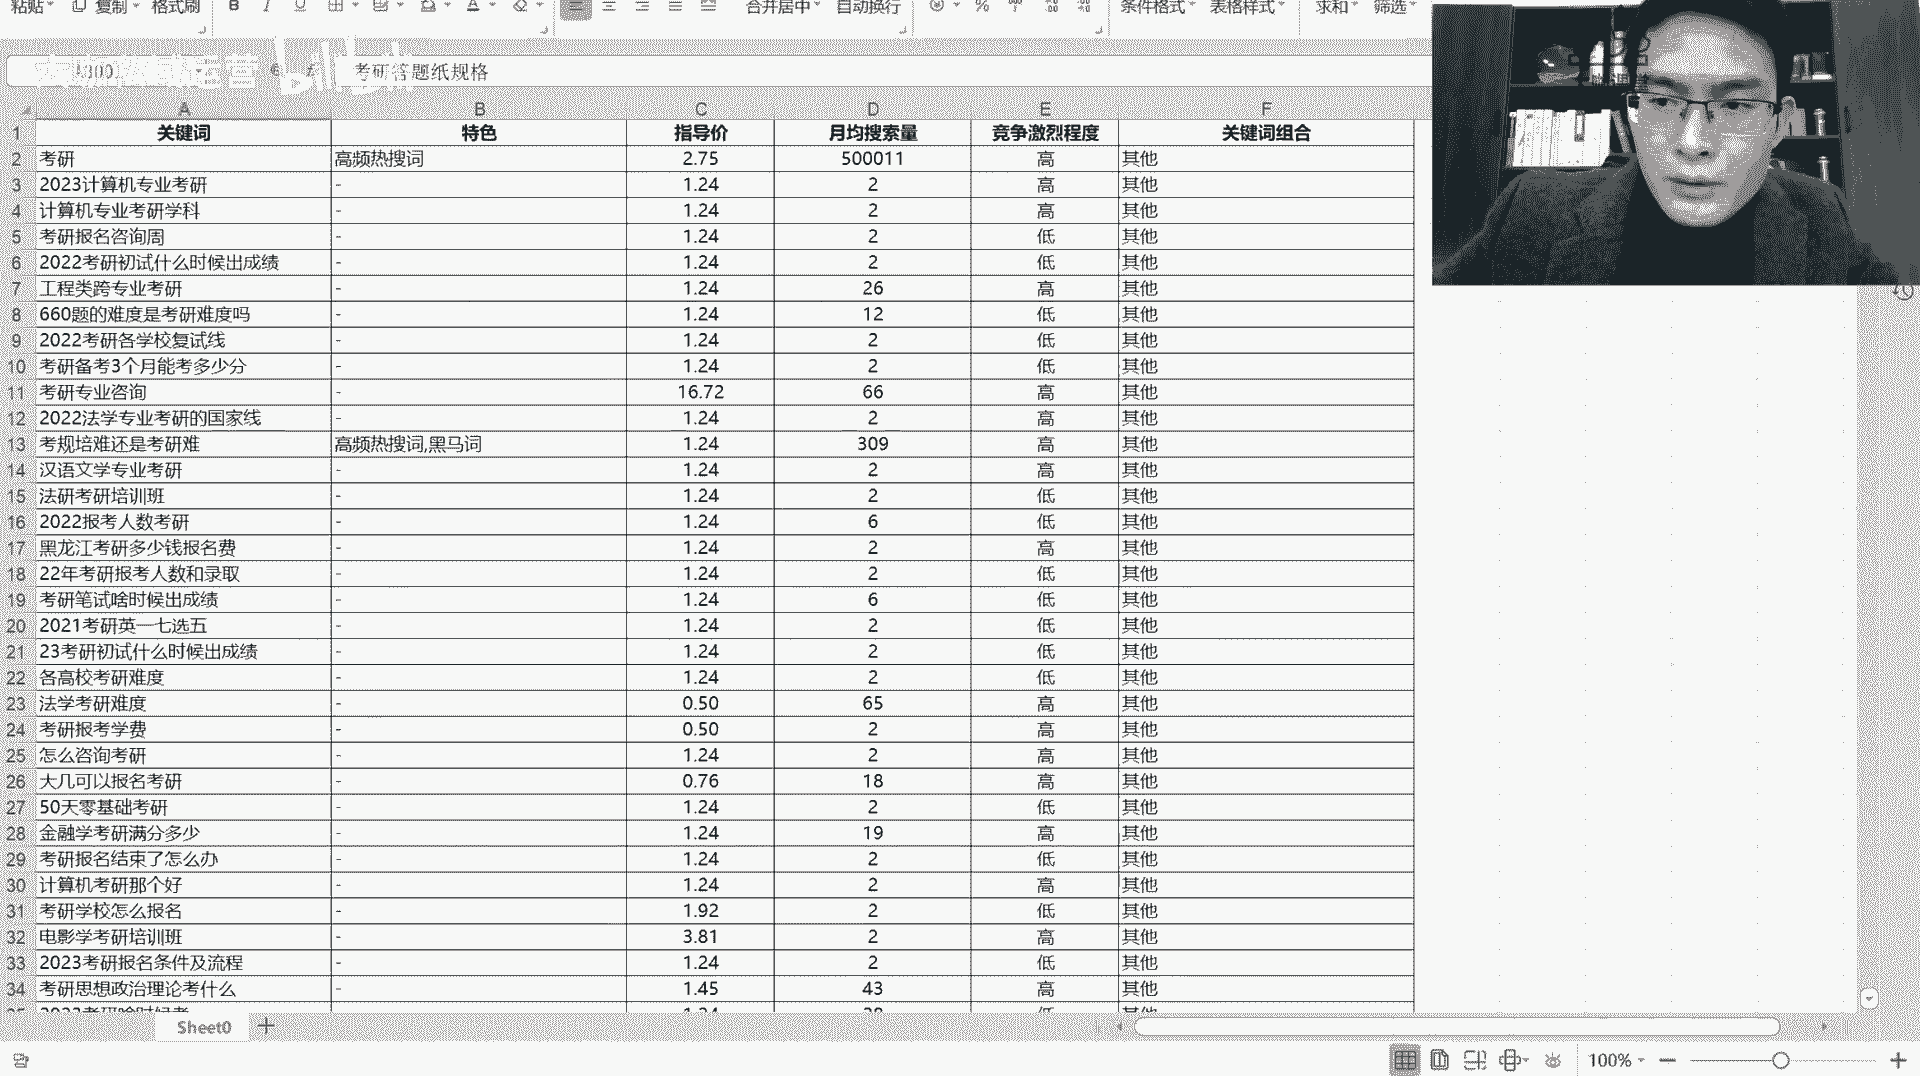 粘贴 复制 格式刷 B I U A 合并居中 自动换行 % 条件格式 表格样式 求和 筛选
考研答题纸规格
bilibili
A B C D E F
1 关键词 特色 指导价 月均搜索量 竞争激烈程度 关键词组合
2 考研 高频热搜词 2.75 500011 高 其他
3 2023计算机专业考研 - 1.24 2 高 其他
4 计算机专业考研学科 - 1.24 2 高 其他
5 考研报名咨询周 - 1.24 2 低 其他
6 2022考研初试什么时候出成绩 - 1.24 2 低 其他
7 工程类跨专业考研 - 1.24 26 高 其他
8 660题的难度是考研难度吗 - 1.24 12 低 其他
9 2022考研各学校复试线 - 1.24 2 低 其他
10 考研备考3个月能考多少分 - 1.24 2 低 其他
11 考研专业咨询 - 16.72 66 高 其他
12 2022法学专业考研的国家线 - 1.24 2 高 其他
13 考规培难还是考研难 高频热搜词,黑马词 1.24 309 高 其他
14 汉语文学专业考研 - 1.24 2 高 其他
15 法研考研培训班 - 1.24 2 低 其他
16 2022报考人数考研 - 1.24 6 低 其他
17 黑龙江考研多少钱报名费 - 1.24 2 高 其他
18 22年考研报考人数和录取 - 1.24 2 低 其他
19 考研笔试啥时候出成绩 - 1.24 6 低 其他
20 2021考研英一七选五 - 1.24 2 低 其他
21 23考研初试什么时候出成绩 - 1.24 2 低 其他
22 各高校考研难度 - 1.24 2 低 其他
23 法学考研难度 - 0.50 65 高 其他
24 考研报考学费 - 0.50 2 高 其他
25 怎么咨询考研 - 1.24 2 高 其他
26 大几可以报名考研 - 0.76 18 高 其他
27 50天零基础考研 - 1.24 2 低 其他
28 金融学考研满分多少 - 1.24 19 高 其他
29 考研报名结束了怎么办 - 1.24 2 低 其他
30 计算机考研那个好 - 1.24 2 高 其他
31 考研学校怎么报名 - 1.92 2 低 其他
32 电影学考研培训班 - 3.81 2 高 其他
33 2023考研报名条件及流程 - 1.24 2 低 其他
34 考研思想政治理论考什么 - 1.45 43 高 其他
Sheet0
100%